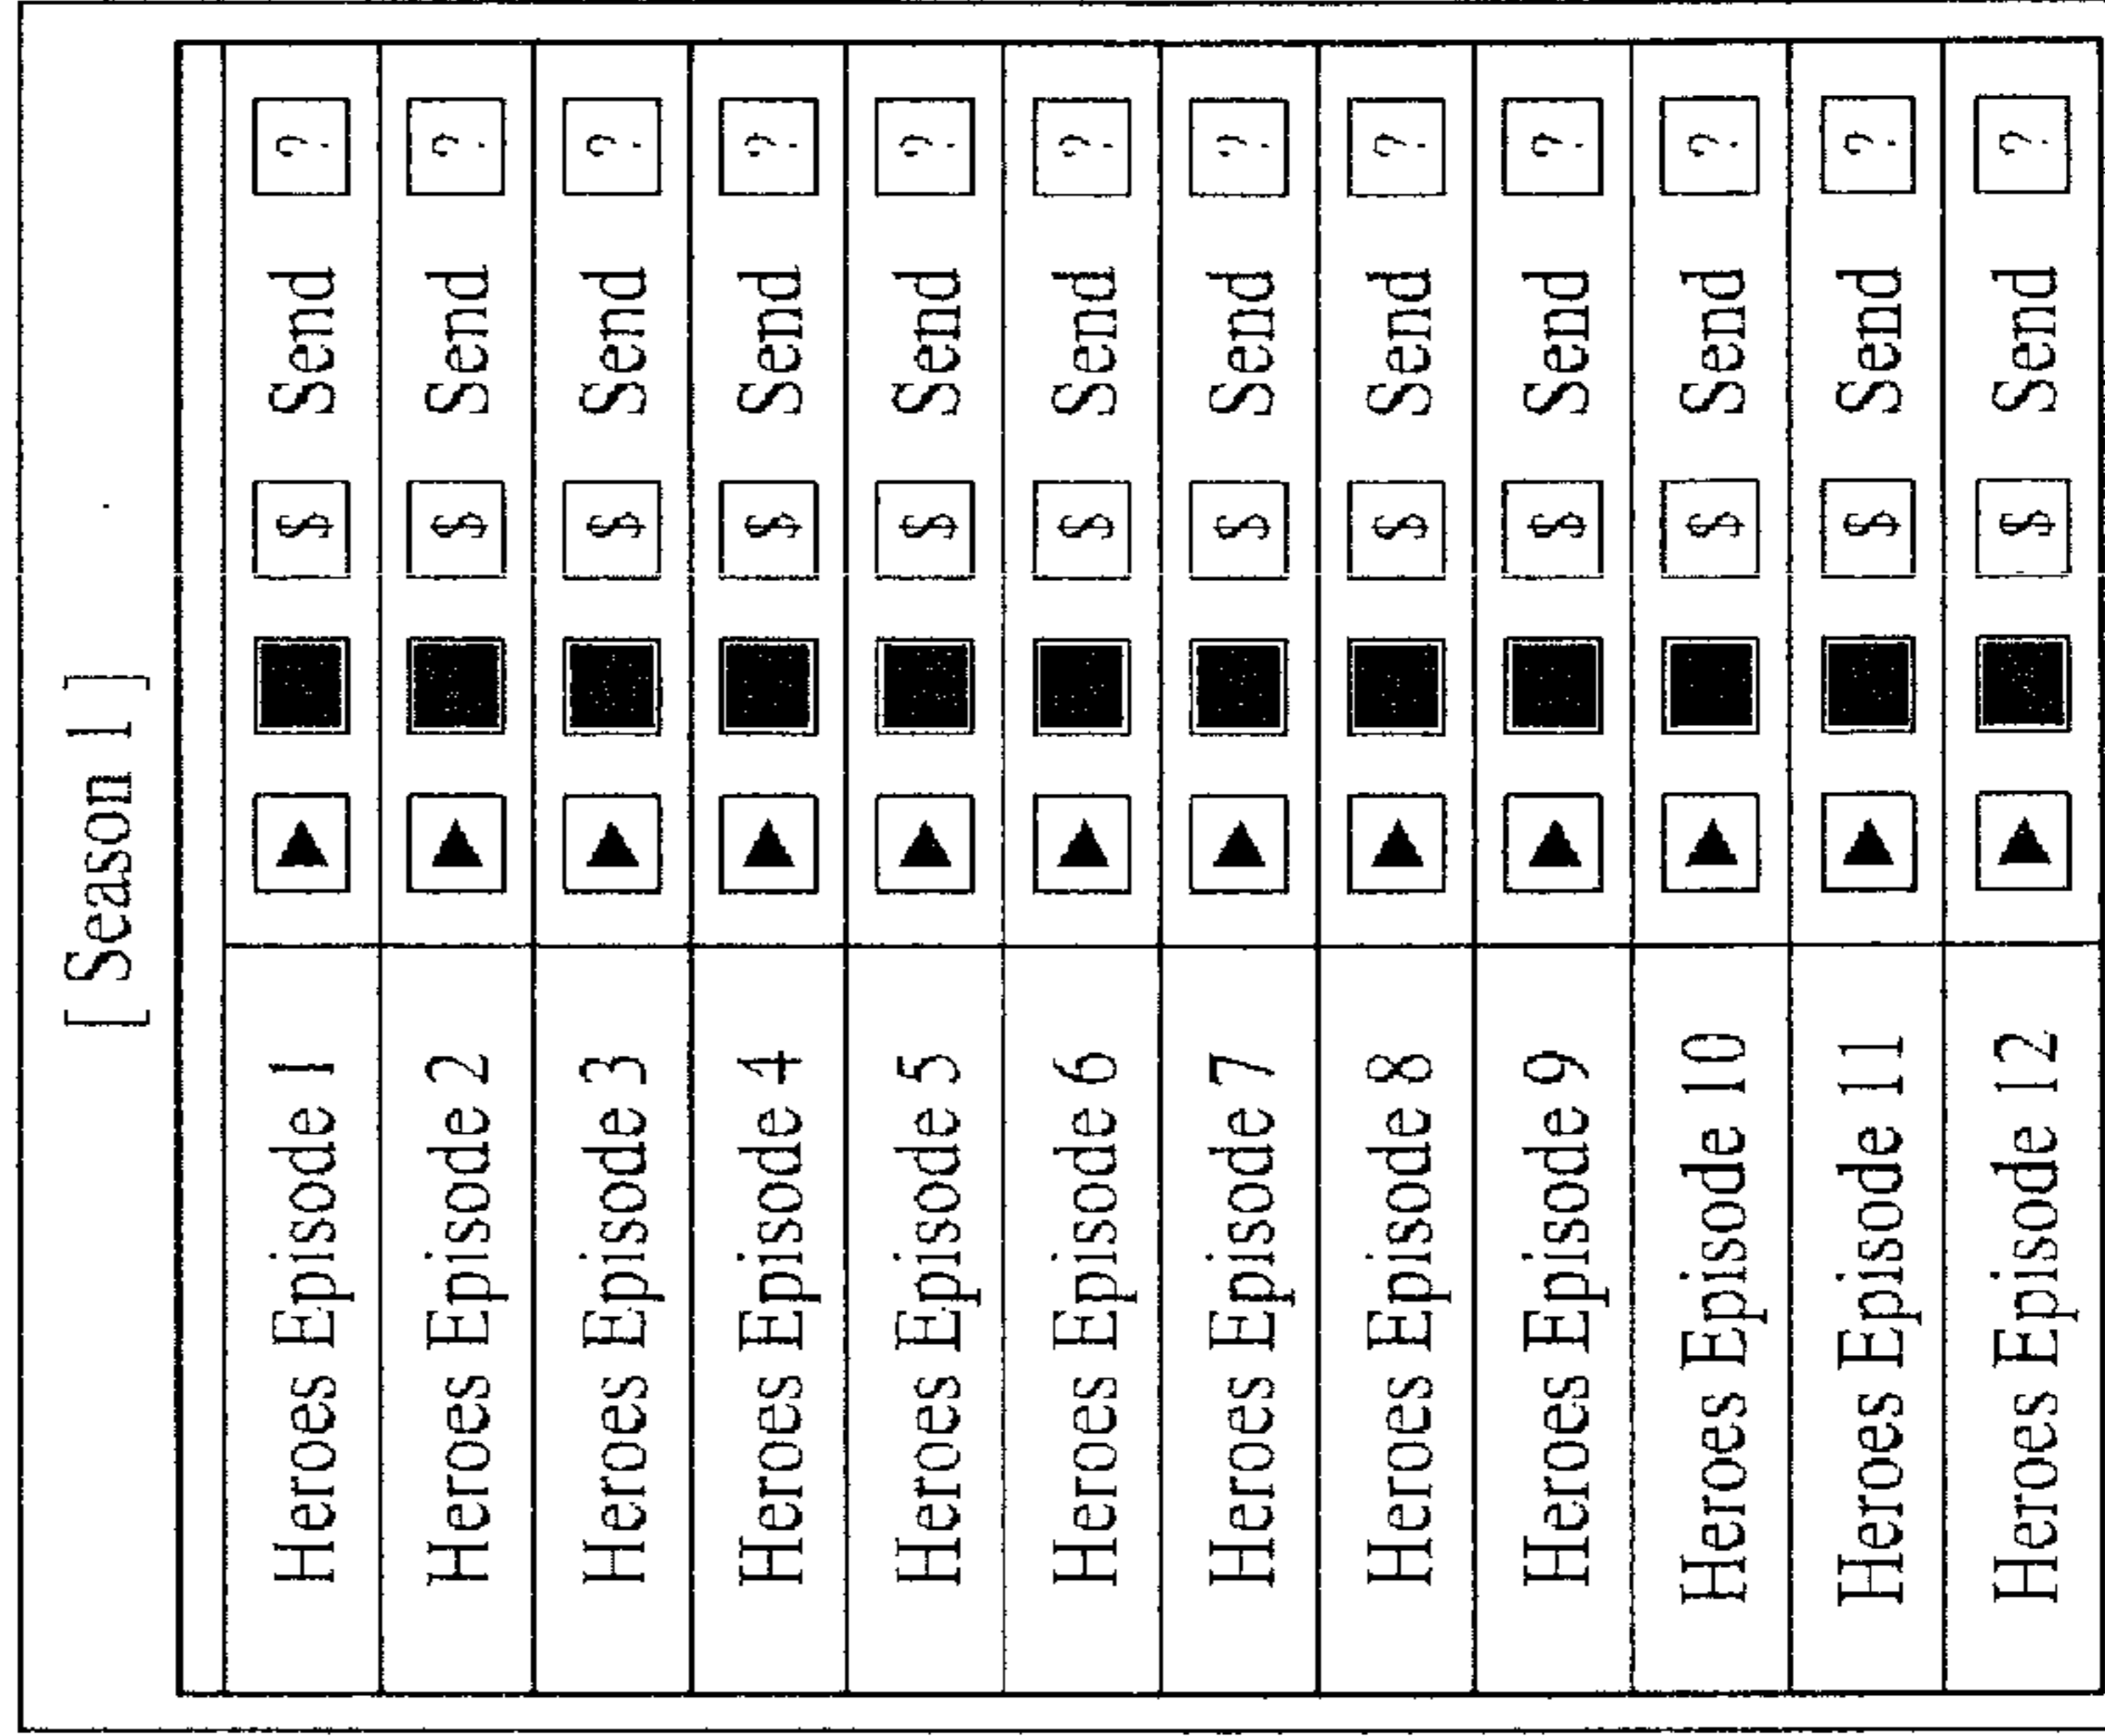 [ Season 1 ]
Heroes Episode 1 $ Send ?
Heroes Episode 2 $ Send ?
Heroes Episode 3 $ Send ?
Heroes Episode 4 $ Send ?
Heroes Episode 5 $ Send ?
Heroes Episode 6 $ Send ?
Heroes Episode 7 $ Send ?
Heroes Episode 8 $ Send ?
Heroes Episode 9 $ Send ?
Heroes Episode 10 $ Send ?
Heroes Episode 11 $ Send ?
Heroes Episode 12 $ Send ?